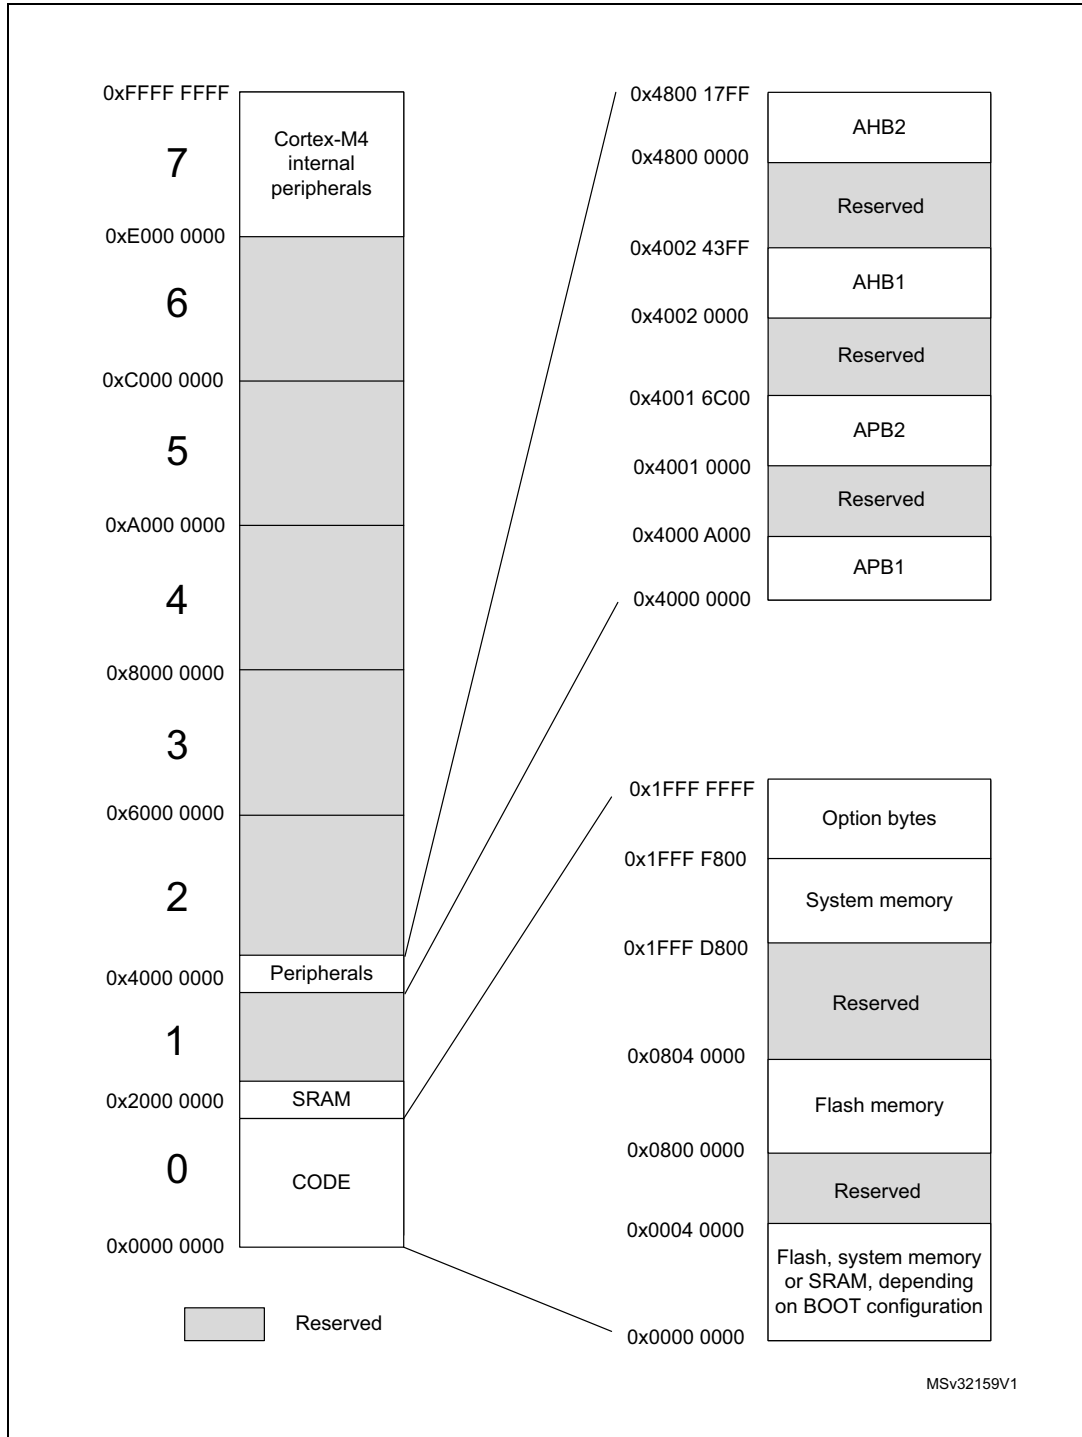 0xFFFF FFFF
7
Cortex-M4
internal
peripherals
0xE000 0000
6
0xC000 0000
5
0xA000 0000
4
0x8000 0000
3
0x6000 0000
2
0x4000 0000
Peripherals
1
0x2000 0000
SRAM
0
CODE
0x0000 0000
Reserved
0x4800 17FF
AHB2
0x4800 0000
Reserved
0x4002 43FF
AHB1
0x4002 0000
Reserved
0x4001 6C00
APB2
0x4001 0000
Reserved
0x4000 A000
APB1
0x4000 0000
0x1FFF FFFF
Option bytes
0x1FFF F800
System memory
0x1FFF D800
Reserved
0x0804 0000
Flash memory
0x0800 0000
Reserved
0x0004 0000
Flash, system memory
or SRAM, depending
on BOOT configuration
0x0000 0000
MSv32159V1